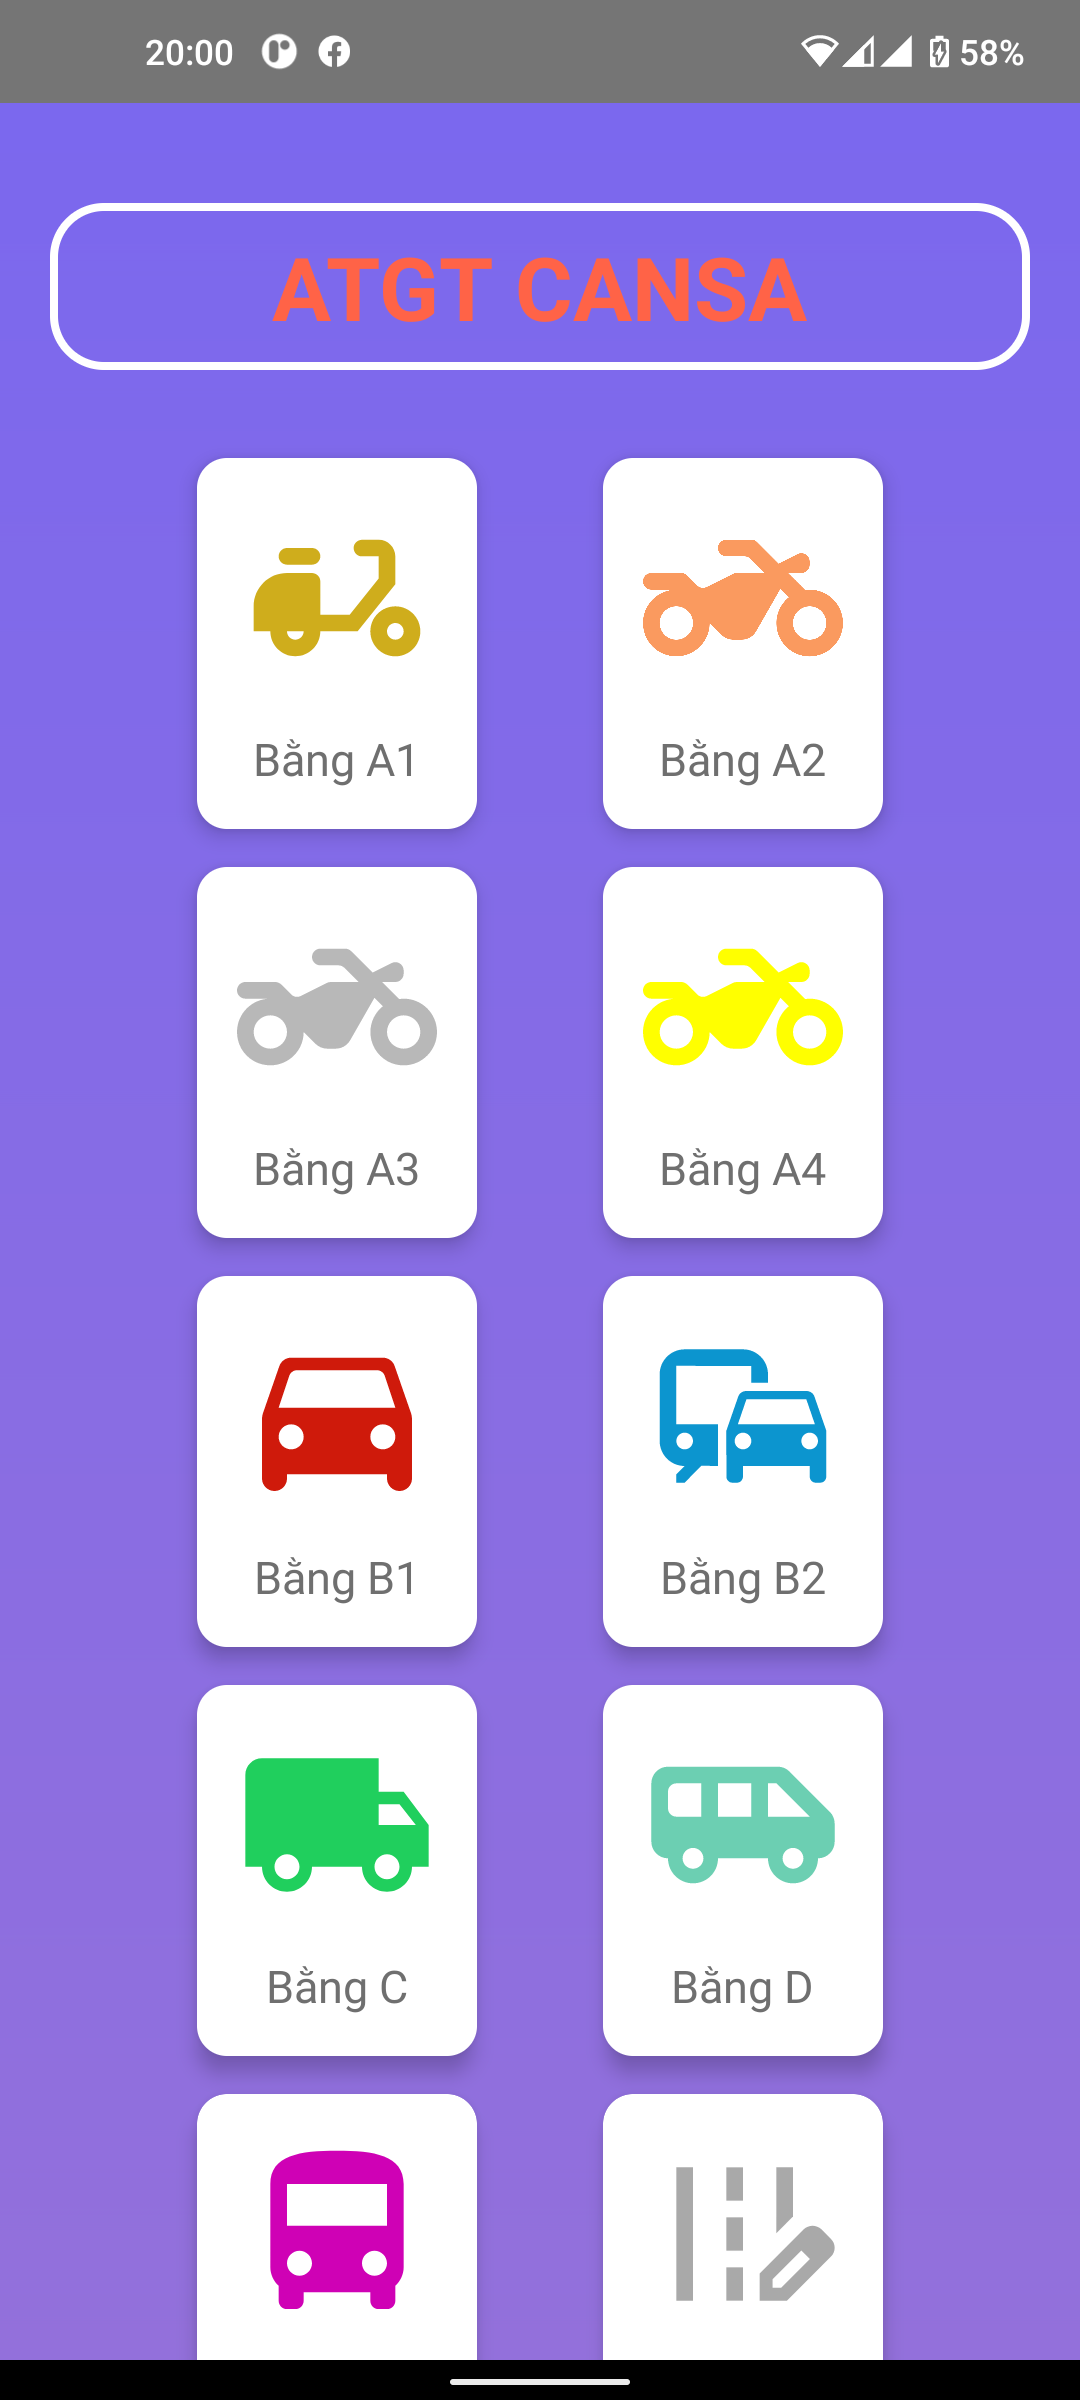 20:00 58%
ATGT CANSA
Bằng A1 Bằng A2
Bằng A3 Bằng A4
Bằng B1 Bằng B2
Bằng C Bằng D